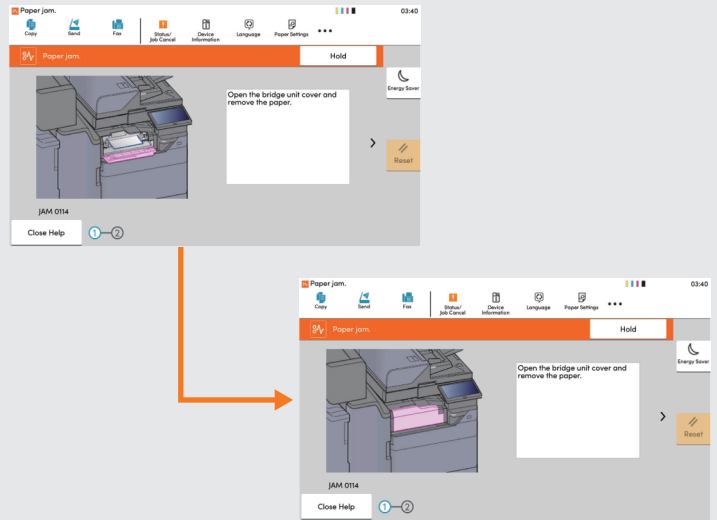 Paper jam. 03:40
Copy Send Fax Status/ Job Cancel Device Information Language Paper Settings
Paper jam. Hold
Energy Saver
Open the bridge unit cover and
remove the paper.
Reset
JAM 0114
Close Help 1 2
Paper jam. 03:40
Copy Send Fax Status/ Job Cancel Device Information Language Paper Settings
Paper jam. Hold
Energy Saver
Open the bridge unit cover and
remove the paper.
Reset
JAM 0114
Close Help 1 2